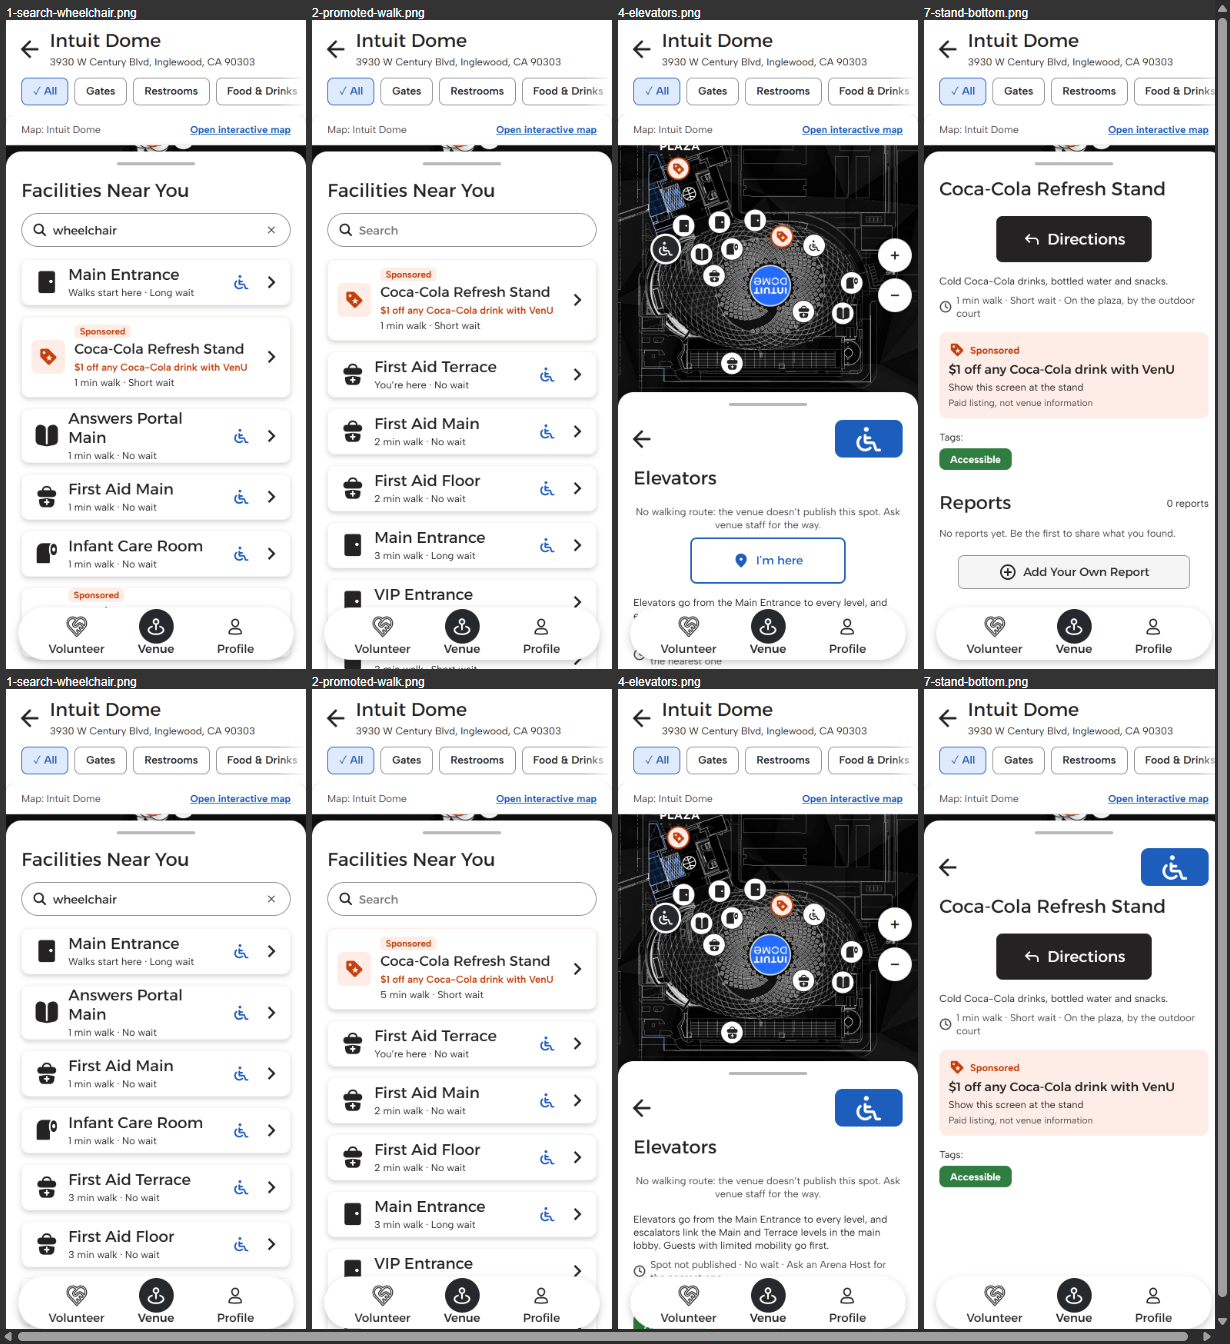 1-search-wheelchair.png
Intuit Dome
3930 W Century Blvd, Inglewood, CA 90303
✓ All
Gates
Restrooms
Food & Drinks
Map: Intuit Dome
Open interactive map
Facilities Near You
wheelchair
Main Entrance
Walks start here · Long wait
Sponsored
Coca-Cola Refresh Stand
$1 off any Coca-Cola drink with VenU
1 min walk · Short wait
Answers Portal
Main
1 min walk · No wait
First Aid Main
1 min walk · No wait
Infant Care Room
1 min walk · No wait
Sponsored
Volunteer
Venue
Profile
2-promoted-walk.png
Intuit Dome
3930 W Century Blvd, Inglewood, CA 90303
✓ All
Gates
Restrooms
Food & Drinks
Map: Intuit Dome
Open interactive map
Facilities Near You
Search
Sponsored
Coca-Cola Refresh Stand
$1 off any Coca-Cola drink with VenU
1 min walk · Short wait
First Aid Terrace
You're here · No wait
First Aid Main
2 min walk · No wait
First Aid Floor
2 min walk · No wait
Main Entrance
3 min walk · Long wait
VIP Entrance
Volunteer
Venue
Profile
3 min walk · Short wait
4-elevators.png
Intuit Dome
3930 W Century Blvd, Inglewood, CA 90303
✓ All
Gates
Restrooms
Food & Drinks
Map: Intuit Dome
Open interactive map
PLAZA
INTUIT
DOME
+
−
Elevators
No walking route: the venue doesn't publish this spot. Ask
venue staff for the way.
I'm here
Elevators go from the Main Entrance to every level, and
Volunteer
Venue
Profile
the nearest one
7-stand-bottom.png
Intuit Dome
3930 W Century Blvd, Inglewood, CA 90303
✓ All
Gates
Restrooms
Food & Drinks
Map: Intuit Dome
Open interactive map
Coca-Cola Refresh Stand
Directions
Cold Coca-Cola drinks, bottled water and snacks.
1 min walk · Short wait · On the plaza, by the outdoor
court
Sponsored
$1 off any Coca-Cola drink with VenU
Show this screen at the stand
Paid listing, not venue information
Tags:
Accessible
Reports
0 reports
No reports yet. Be the first to share what you found.
Add Your Own Report
Volunteer
Venue
Profile
1-search-wheelchair.png
Intuit Dome
3930 W Century Blvd, Inglewood, CA 90303
✓ All
Gates
Restrooms
Food & Drinks
Map: Intuit Dome
Open interactive map
Facilities Near You
wheelchair
Main Entrance
Walks start here · Long wait
Answers Portal
Main
1 min walk · No wait
First Aid Main
1 min walk · No wait
Infant Care Room
1 min walk · No wait
First Aid Terrace
3 min walk · No wait
First Aid Floor
3 min walk · No wait
Volunteer
Venue
Profile
2-promoted-walk.png
Intuit Dome
3930 W Century Blvd, Inglewood, CA 90303
✓ All
Gates
Restrooms
Food & Drinks
Map: Intuit Dome
Open interactive map
Facilities Near You
Search
Sponsored
Coca-Cola Refresh Stand
$1 off any Coca-Cola drink with VenU
5 min walk · Short wait
First Aid Terrace
You're here · No wait
First Aid Main
2 min walk · No wait
First Aid Floor
2 min walk · No wait
Main Entrance
3 min walk · Long wait
VIP Entrance
Volunteer
Venue
Profile
4-elevators.png
Intuit Dome
3930 W Century Blvd, Inglewood, CA 90303
✓ All
Gates
Restrooms
Food & Drinks
Map: Intuit Dome
Open interactive map
PLAZA
INTUIT
DOME
+
−
Elevators
No walking route: the venue doesn't publish this spot. Ask
venue staff for the way.
Elevators go from the Main Entrance to every level, and
escalators link the Main and Terrace levels in the main
lobby. Guests with limited mobility go first.
Spot not published · No wait · Ask an Arena Host for
Volunteer
Venue
Profile
7-stand-bottom.png
Intuit Dome
3930 W Century Blvd, Inglewood, CA 90303
✓ All
Gates
Restrooms
Food & Drinks
Map: Intuit Dome
Open interactive map
Coca-Cola Refresh Stand
Directions
Cold Coca-Cola drinks, bottled water and snacks.
1 min walk · Short wait · On the plaza, by the outdoor
court
Sponsored
$1 off any Coca-Cola drink with VenU
Show this screen at the stand
Paid listing, not venue information
Tags:
Accessible
Volunteer
Venue
Profile